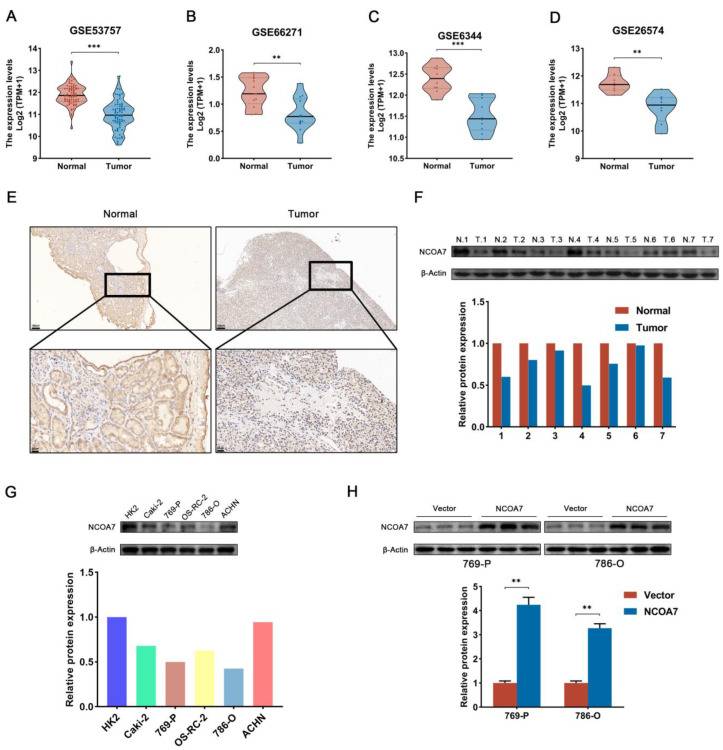 A
GSE53757
***
The expression levels
Log2 (TPM+1)
14
13
12
11
10
9
Normal
Tumor
B
GSE66271
**
The expression levels
Log2 (TPM+1)
2.0
1.5
1.0
0.5
0.0
Normal
Tumor
C
GSE6344
***
The expression levels
Log2 (TPM+1)
13.0
12.5
12.0
11.5
11.0
10.5
Normal
Tumor
D
GSE26574
**
The expression levels
Log2 (TPM+1)
13
12
11
10
9
Normal
Tumor
E
Normal
Tumor
F
N.1 T.1 N.2 T.2 N.3 T.3 N.4 T.4 N.5 T.5 N.6 T.6 N.7 T.7
NCOA7
β-Actin
Relative protein expression
1.5
1.0
0.5
0.0
Normal
Tumor
1 2 3 4 5 6 7
G
HK2 Caki-2 769-P OS-RC-2 786-O ACHN
NCOA7
β-Actin
Relative protein expression
1.5
1.0
0.5
0.0
HK2 Caki-2 769-P OS-RC-2 786-O ACHN
H
Vector NCOA7 Vector NCOA7
NCOA7
β-Actin
769-P 786-O
Relative protein expression
5
4
3
2
1
0
**
**
Vector
NCOA7
769-P 786-O